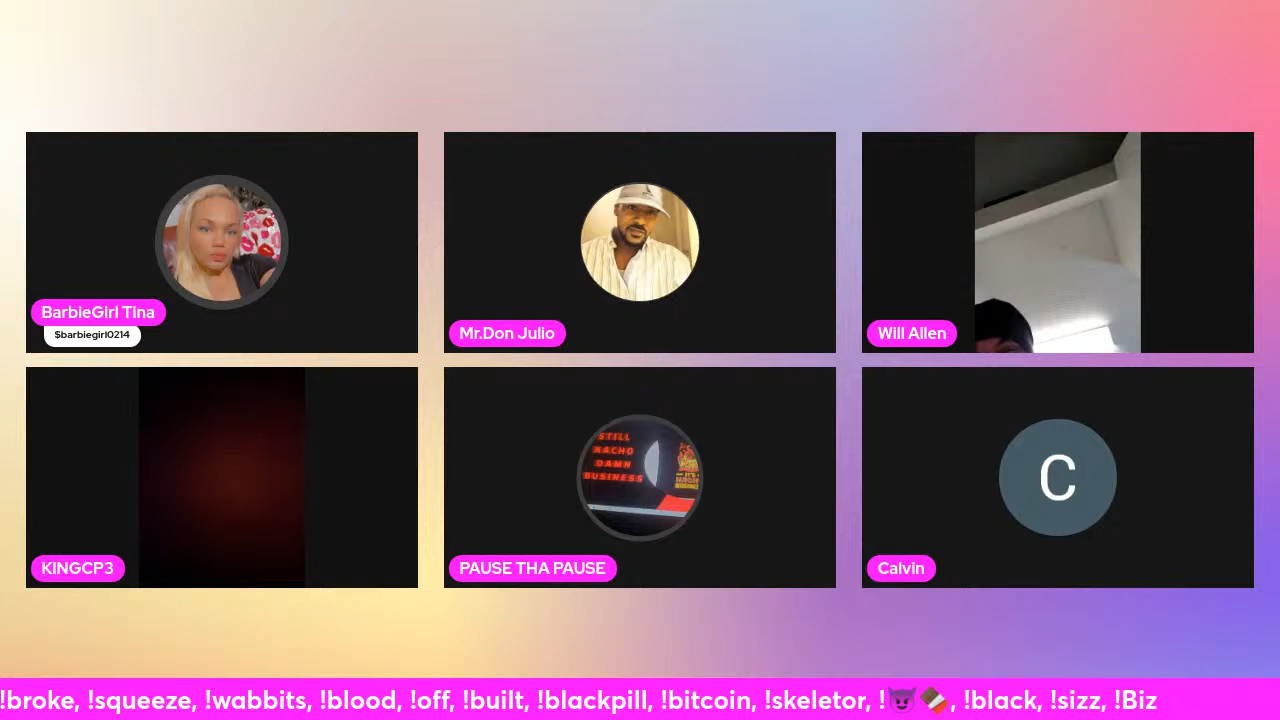 BarbieGirl Tina
$barbiegirl0214
Mr.Don Julio
Will Allen
KINGCP3
STILL
NACHO
DAMN
BUSINESS
PAUSE THA PAUSE
C
Calvin
!broke, !squeeze, !wabbits, !blood, !off, !built, !blackpill, !bitcoin, !skeletor, !😈🍫, !black, !sizz, !Biz